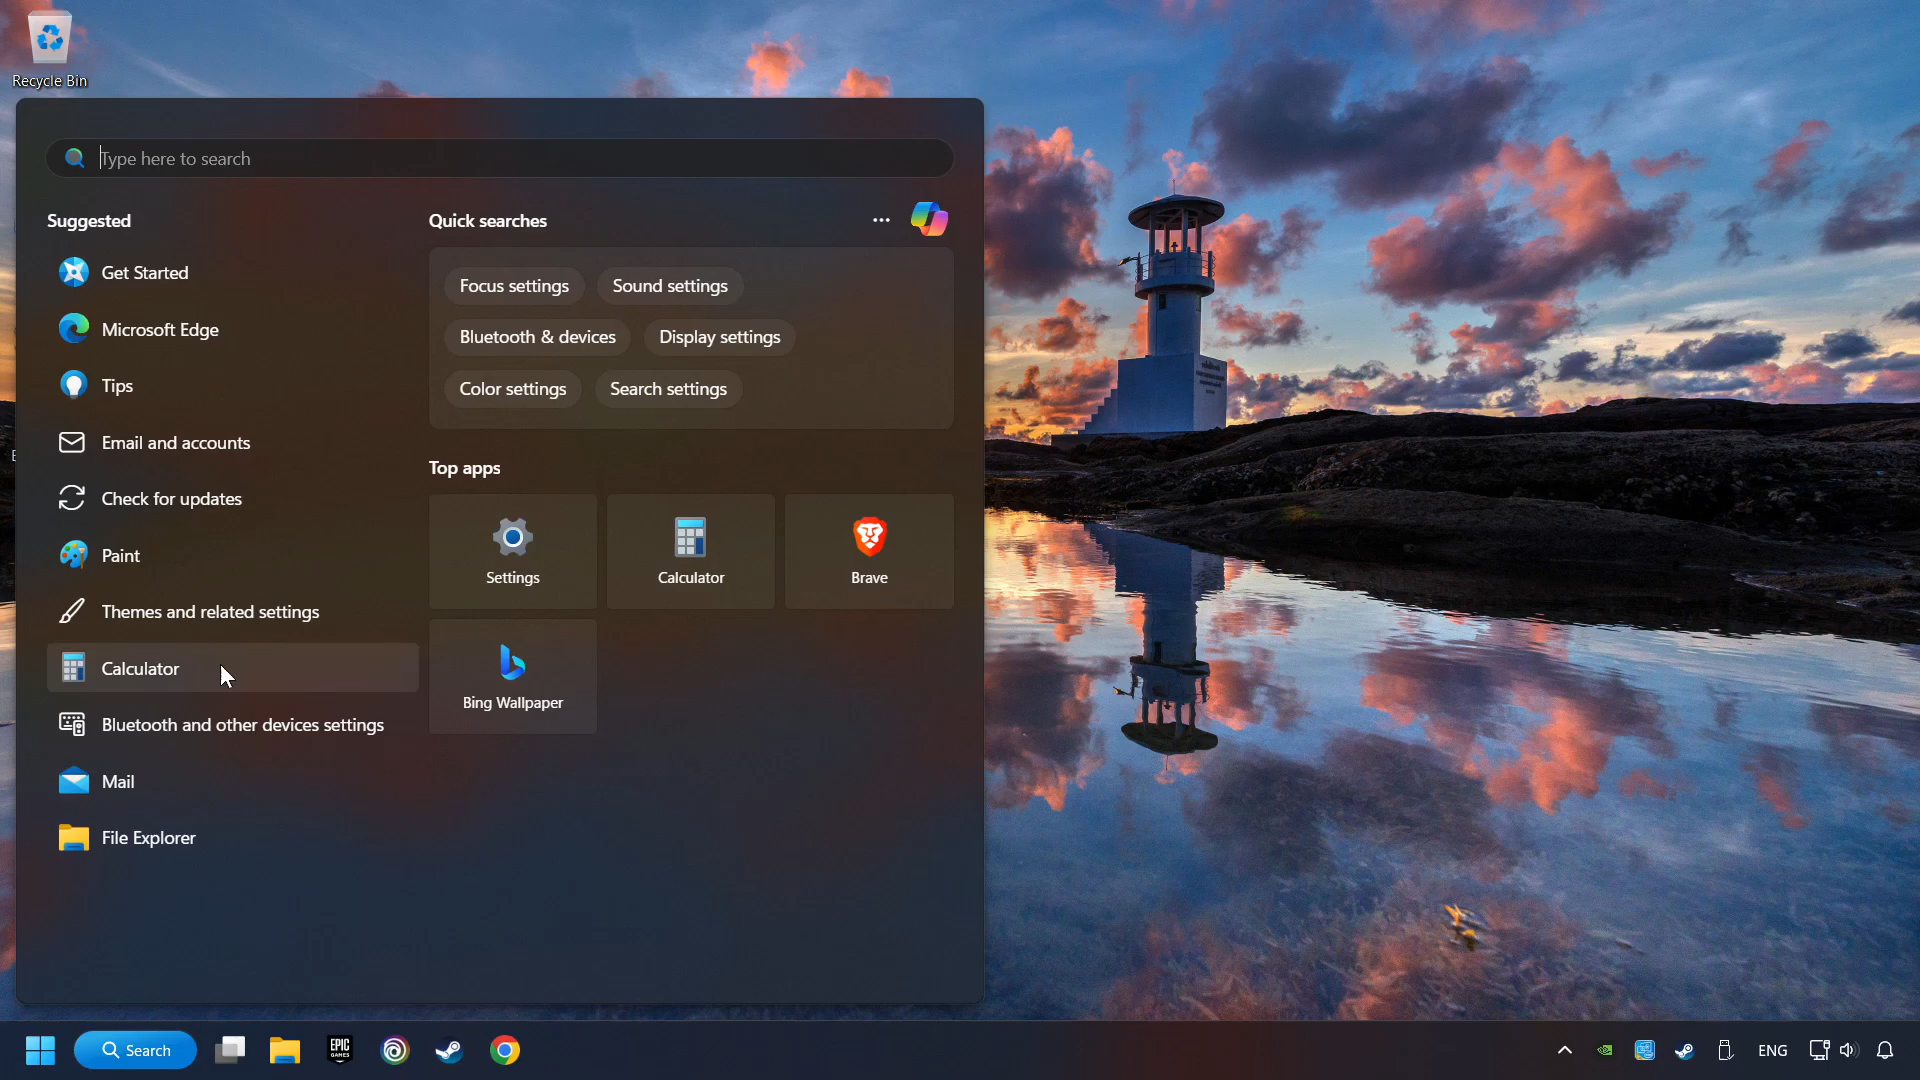 Recycle Bin
Type here to search
Suggested
Get Started
Microsoft Edge
Tips
Email and accounts
Check for updates
Paint
Themes and related settings
Calculator
Bluetooth and other devices settings
Mail
File Explorer
Quick searches
Focus settings
Sound settings
Bluetooth & devices
Display settings
Color settings
Search settings
Top apps
Settings
Calculator
Brave
Bing Wallpaper
Search
EPIC
GAMES
ENG